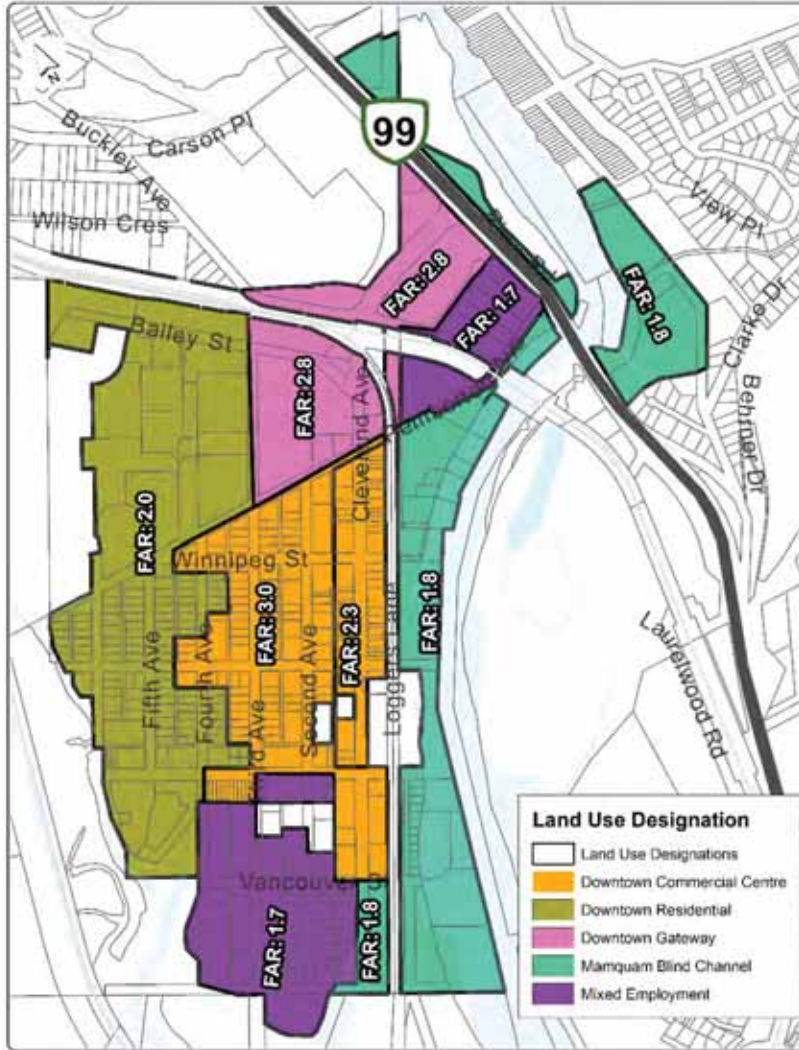 99
N
Buckley Ave
Carson Pl
Wilson Cres
View Pl
FAR: 2.8
FAR: 1.7
FAR: 1.8
Clarke Dr
Behrner Dr
Bailey St
FAR: 2.8
Cleveland Ave
FAR: 2.0
Winnipeg St
FAR: 3.0
FAR: 2.3
FAR: 1.8
Fifth Ave
Fourth Ave
Second Ave
Loggers Lane
Laurelwood Rd
Vancouver
FAR: 1.7
FAR: 1.8
Land Use Designation
Land Use Designations
Downtown Commercial Centre
Downtown Residential
Downtown Gateway
Mamquam Blind Channel
Mixed Employment